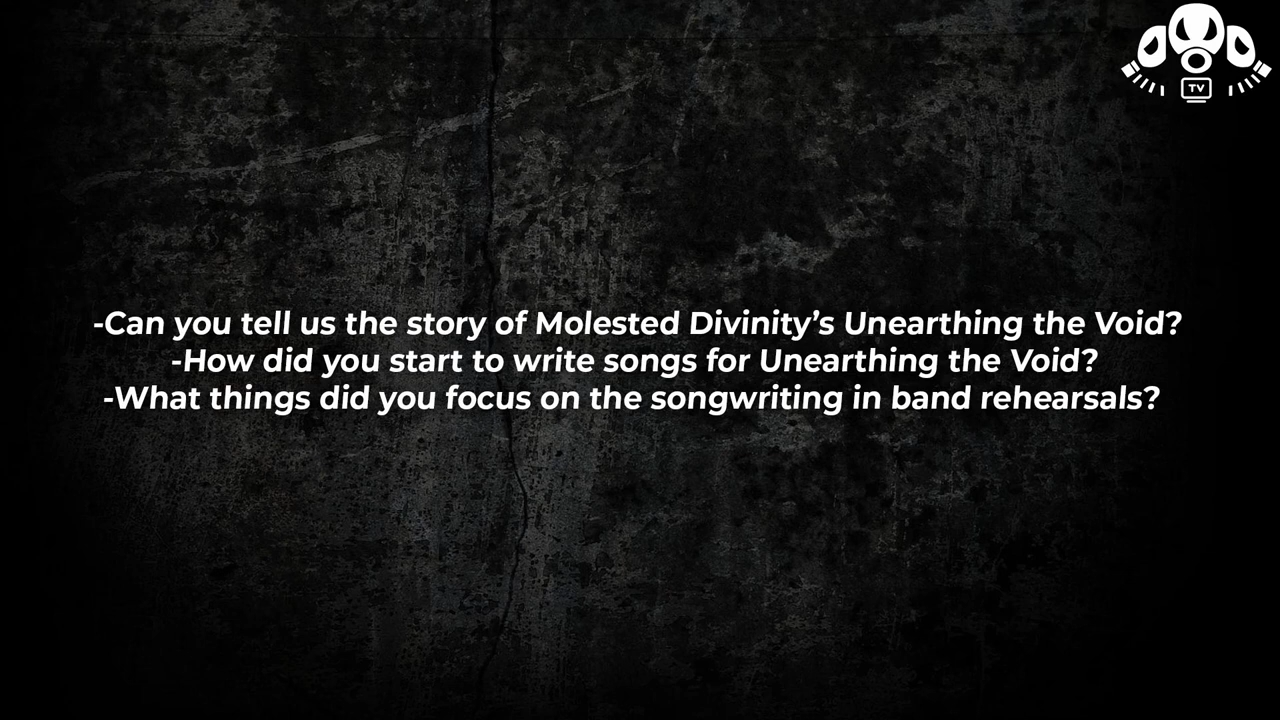 TV
-Can you tell us the story of Molested Divinity’s Unearthing the Void?
-How did you start to write songs for Unearthing the Void?
-What things did you focus on the songwriting in band rehearsals?